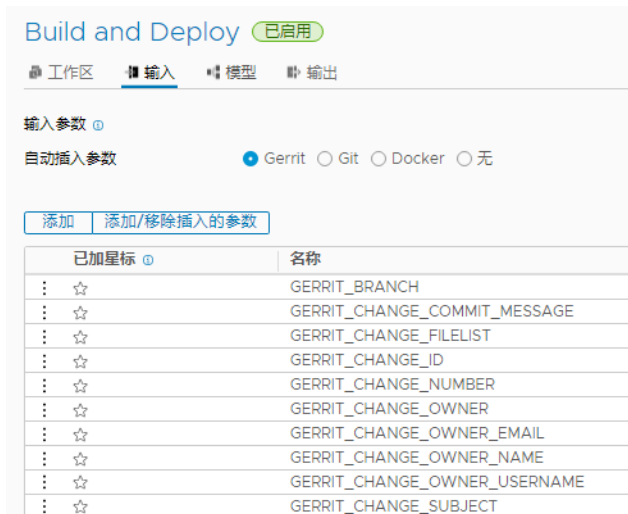 Build and Deploy 已启用
工作区 输入 模型 输出
输入参数
自动插入参数 Gerrit Git Docker 无
添加 添加/移除插入的参数
已加星标 名称
GERRIT_BRANCH
GERRIT_CHANGE_COMMIT_MESSAGE
GERRIT_CHANGE_FILELIST
GERRIT_CHANGE_ID
GERRIT_CHANGE_NUMBER
GERRIT_CHANGE_OWNER
GERRIT_CHANGE_OWNER_EMAIL
GERRIT_CHANGE_OWNER_NAME
GERRIT_CHANGE_OWNER_USERNAME
GERRIT_CHANGE_SUBJECT